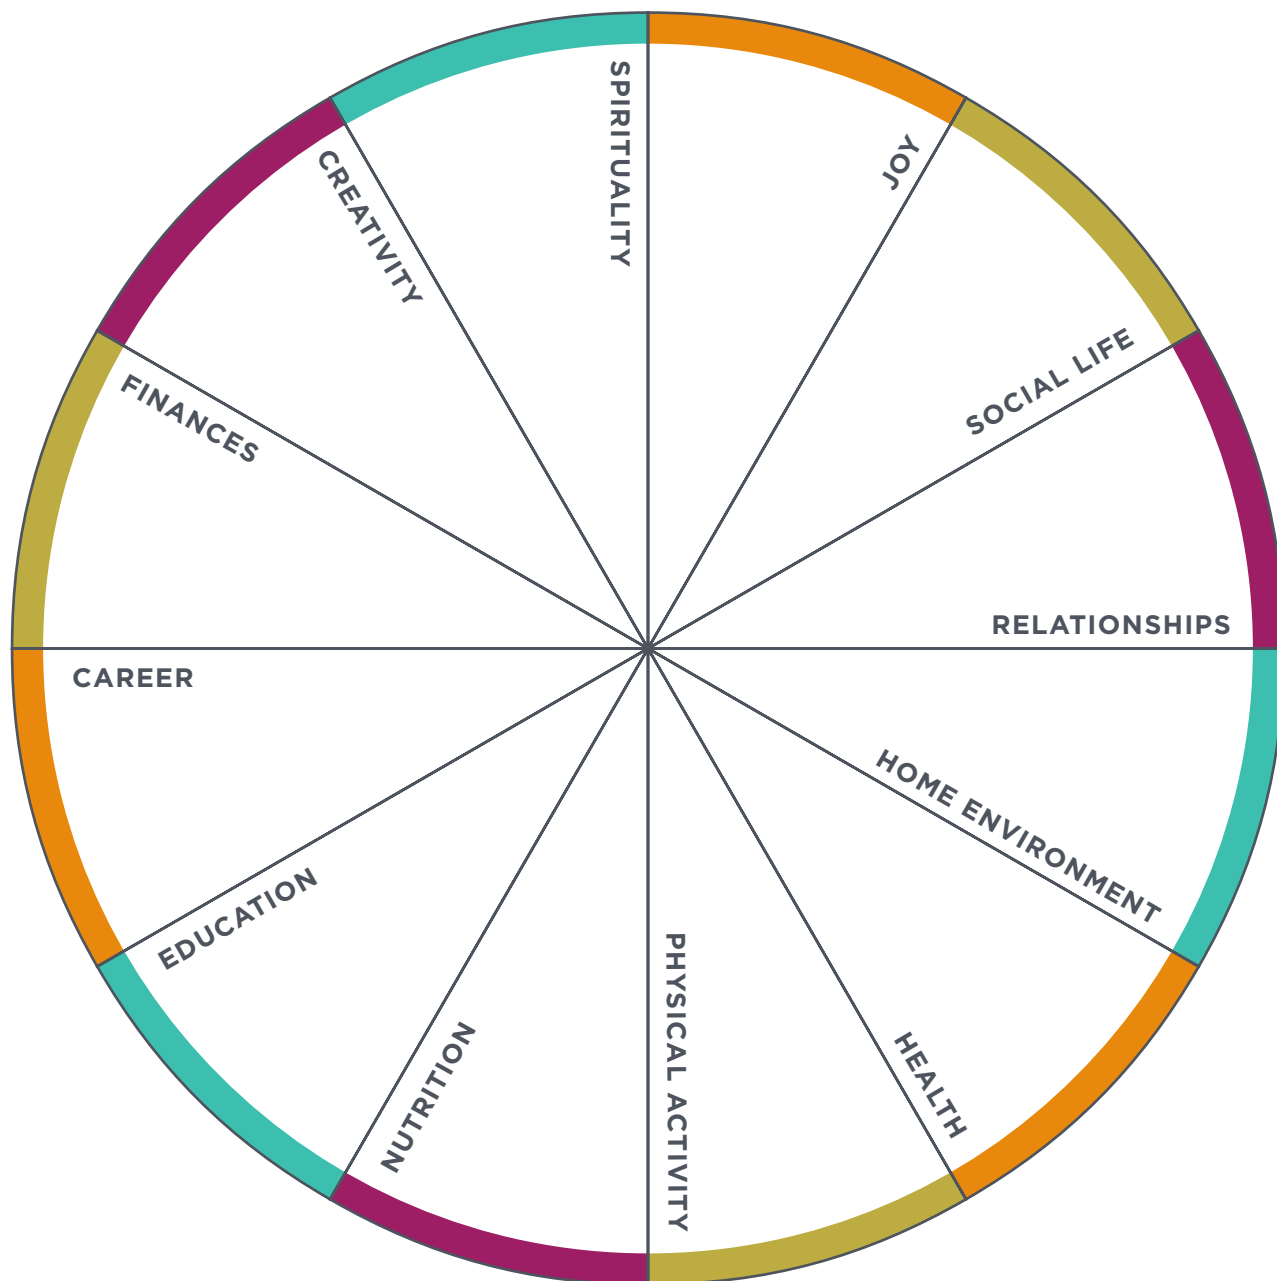 SPIRITUALITY
JOY
SOCIAL LIFE
RELATIONSHIPS
HOME ENVIRONMENT
HEALTH
PHYSICAL ACTIVITY
NUTRITION
EDUCATION
CAREER
FINANCES
CREATIVITY